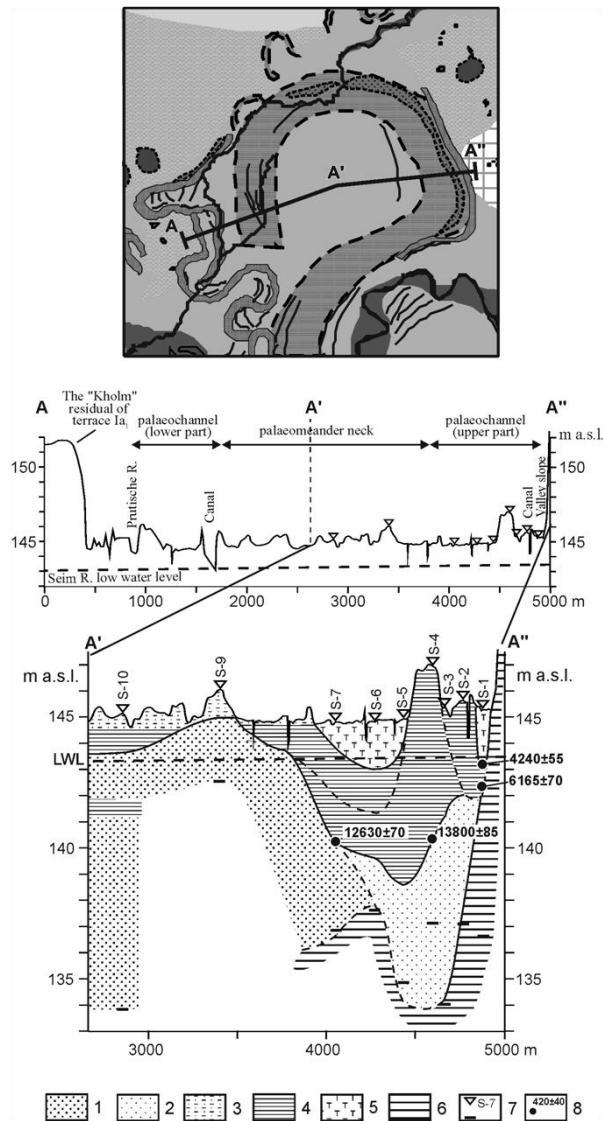 A
A'
A"
A
A'
A"
The "Kholm"
residual of
terrace Ia₁
palaeochannel
(lower part)
palaeomeander neck
palaeochannel
(upper part)
m a.s.l.
150
145
Prutische R.
Canal
Canal
Valley slope
150
145
Seim R. low water level
0
1000
2000
3000
4000
5000 m
A'
A"
m a.s.l.
m a.s.l.
S-10
S-9
S-7
S-6
S-5
S-4
S-3
S-2
S-1
145
LWL
140
135
145
4240±55
6165±70
12630±70
13800±85
140
135
3000
4000
5000 m
1
2
3
4
5
6
S-7
7
420±40
8